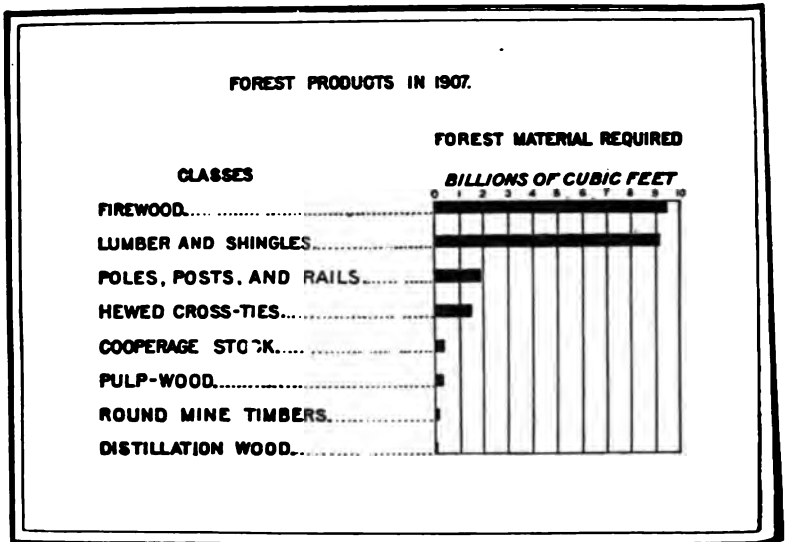 FOREST PRODUCTS IN 1907.
FOREST MATERIAL REQUIRED
CLASSES
BILLIONS OF CUBIC FEET
0 1 2 3 4 5 6 7 8 9 10
FIREWOOD
LUMBER AND SHINGLES
POLES, POSTS, AND RAILS
HEWED CROSS-TIES
COOPERAGE STOCK
PULP-WOOD
ROUND MINE TIMBERS
DISTILLATION WOOD